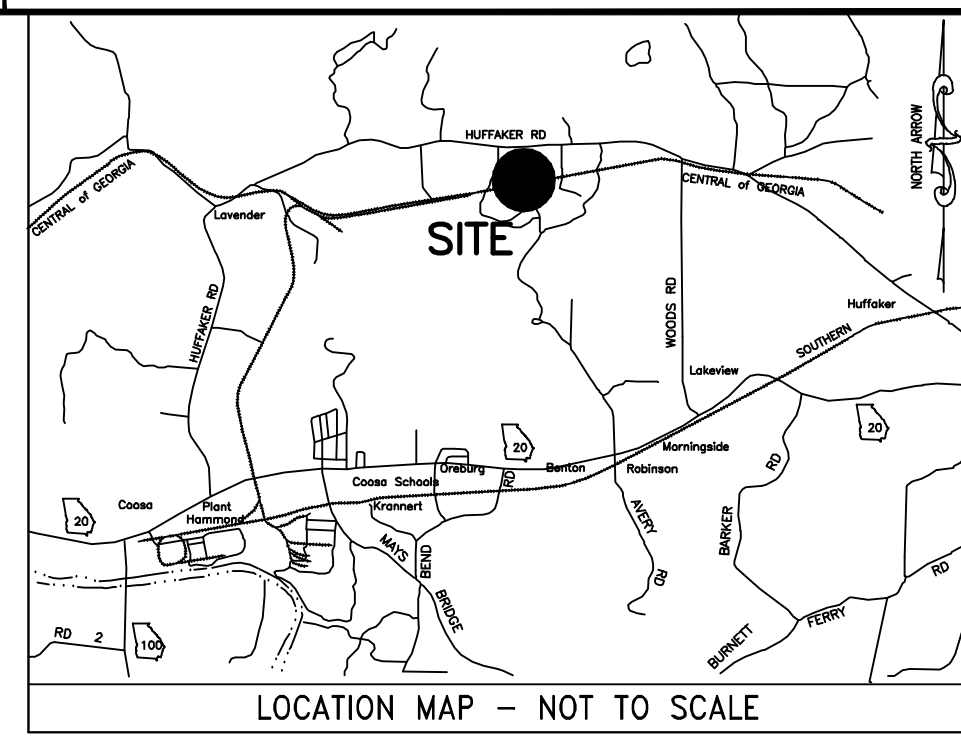 HUFFAKER RD
NORTH ARROW
CENTRAL of GEORGIA
CENTRAL of GEORGIA
Lavender
SITE
HUFFAKER RD
WOODS RD
Huffaker
SOUTHERN
Lakeview
20
20
Morningside
Oreburg
Benton
Robinson
RD
RD
Coosa Schools
Coosa
Plant
Hammond
Krannert
20
AVERY
RD
BARKER
MAYS
BEND
BRIDGE
RD
FERRY
BURNETT
RD 2
100
LOCATION MAP – NOT TO SCALE